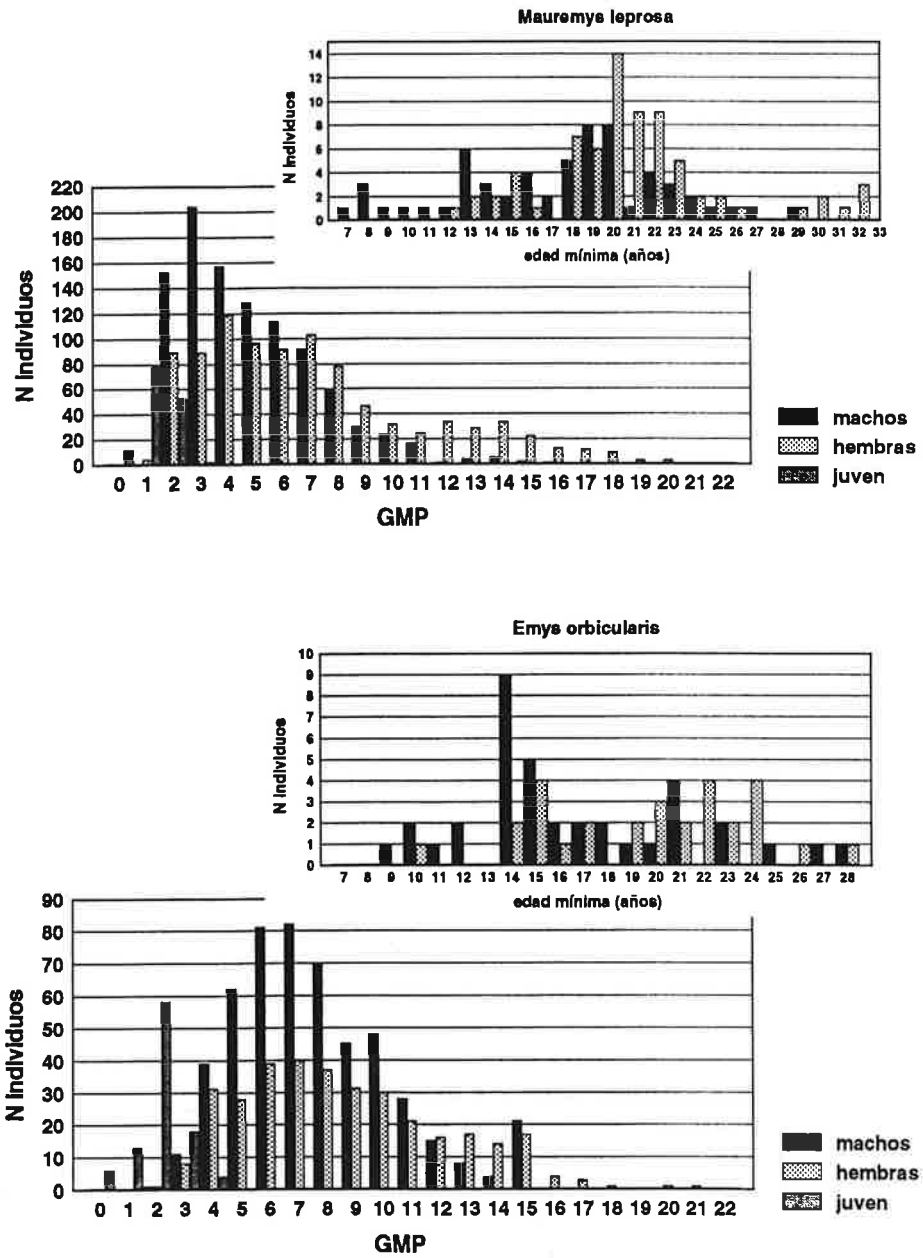 Mauremys leprosa
14
12
10
8
6
4
2
0
N Individuos
7 8 9 10 11 12 13 14 15 16 17 18 19 20 21 22 23 24 25 26 27 28 29 30 31 32 33
edad mínima (años)
220
200
180
160
140
120
100
80
60
40
20
0
N Individuos
0 1 2 3 4 5 6 7 8 9 10 11 12 13 14 15 16 17 18 19 20 21 22
GMP
machos
hembras
juven
Emys orbicularis
10
9
8
7
6
5
4
3
2
1
0
N Individuos
7 8 9 10 11 12 13 14 15 16 17 18 19 20 21 22 23 24 25 26 27 28
edad mínima (años)
90
80
70
60
50
40
30
20
10
0
N Individuos
0 1 2 3 4 5 6 7 8 9 10 11 12 13 14 15 16 17 18 19 20 21 22
GMP
machos
hembras
juven